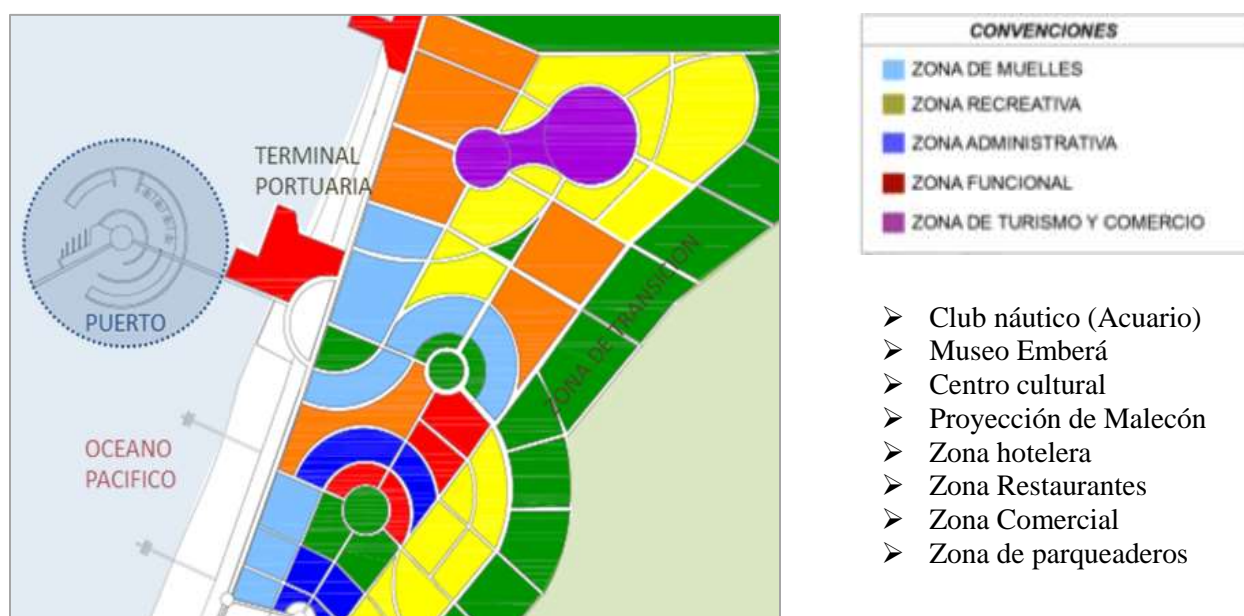 TERMINAL
PORTUARIA
PUERTO
OCEANO
PACIFICO
ZONA DE TRANSICION
CONVENCIONES
ZONA DE MUELLES
ZONA RECREATIVA
ZONA ADMINISTRATIVA
ZONA FUNCIONAL
ZONA DE TURISMO Y COMERCIO
➢ Club náutico (Acuario)
➢ Museo Emberá
➢ Centro cultural
➢ Proyección de Malecón
➢ Zona hotelera
➢ Zona Restaurantes
➢ Zona Comercial
➢ Zona de parqueaderos